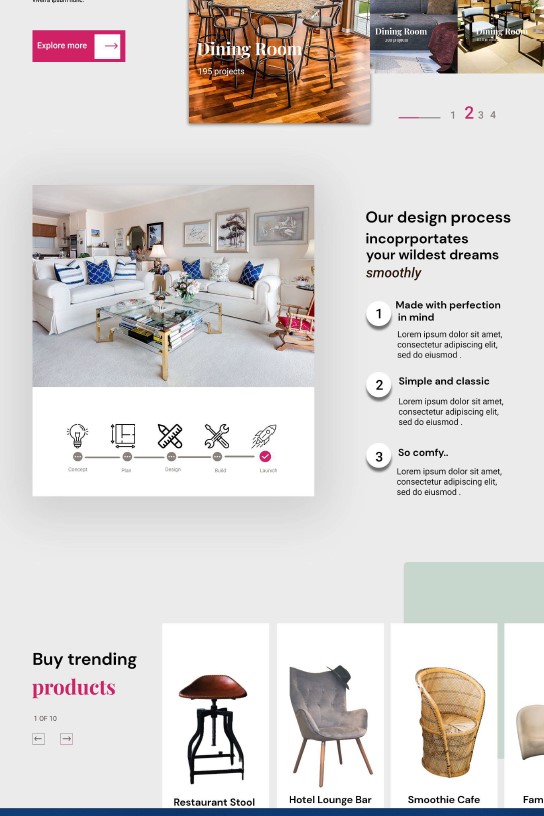 Explore more
Dining Room
195 projects
Dining Room
Dining Room
1 2 3 4
Our design process
incoprportates
your wildest dreams
smoothly
1 Made with perfection
in mind
Lorem ipsum dolor sit amet,
consectetur adipiscing elit,
sed do eiusmod .
2 Simple and classic
Lorem ipsum dolor sit amet,
consectetur adipiscing elit,
sed do eiusmod .
3 So comfy..
Lorem ipsum dolor sit amet,
consectetur adipiscing elit,
sed do eiusmod .
Concept
Plan
Design
Build
Launch
Buy trending
products
1 OF 10
Restaurant Stool
Hotel Lounge Bar
Smoothie Cafe